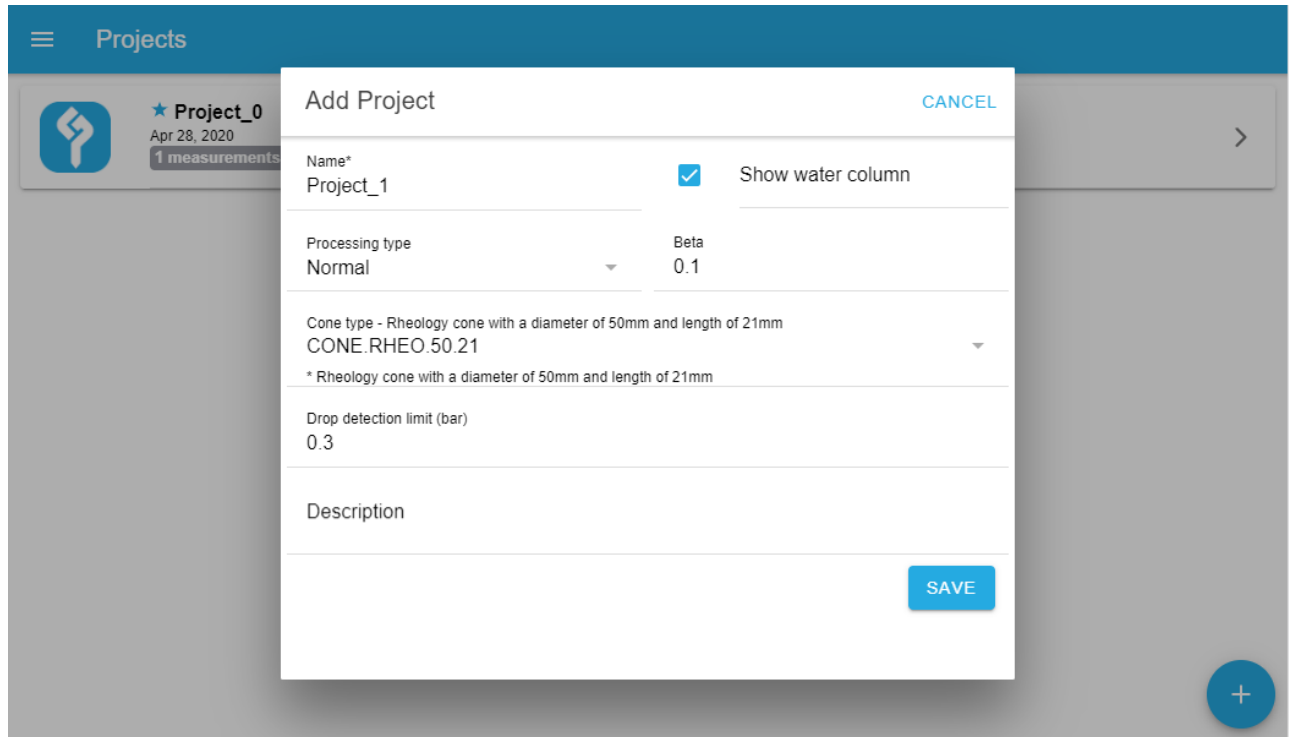 Projects
Project_0
Apr 28, 2020
1 measurements
Add Project
CANCEL
Name*
Project_1
Show water column
Processing type
Normal
Beta
0.1
Cone type - Rheology cone with a diameter of 50mm and length of 21mm
CONE.RHEO.50.21
* Rheology cone with a diameter of 50mm and length of 21mm
Drop detection limit (bar)
0.3
Description
SAVE